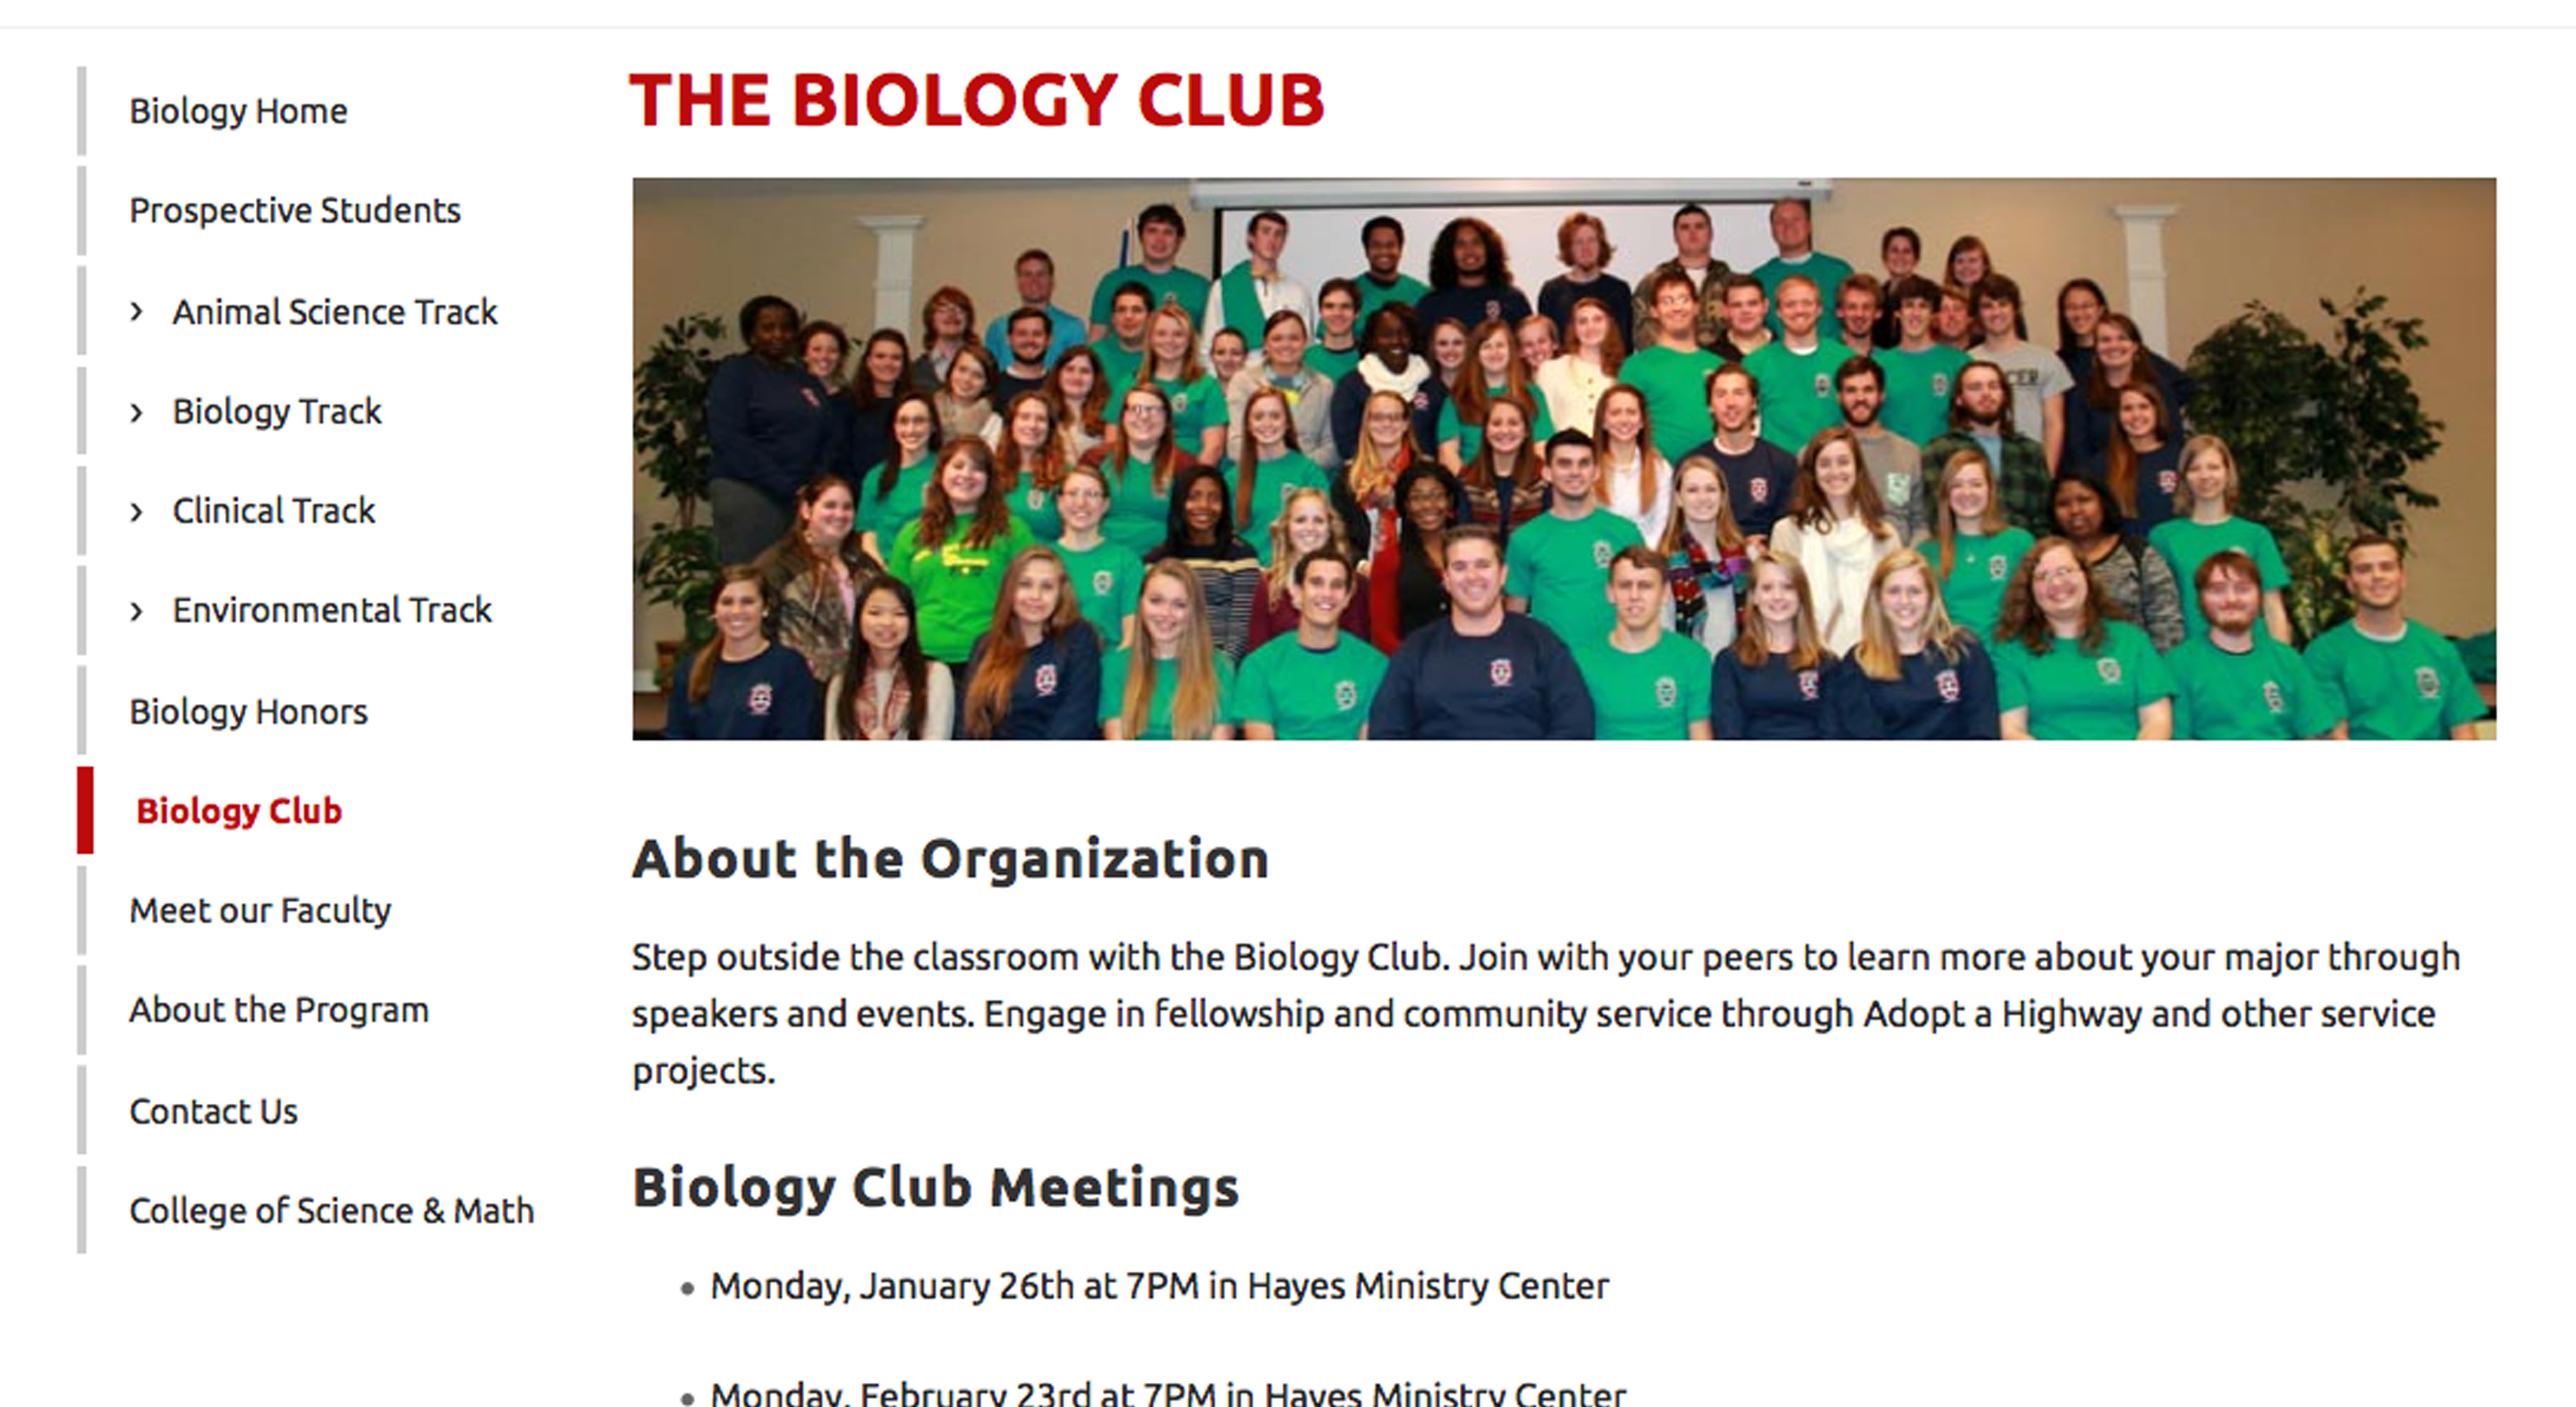 Biology Home
Prospective Students
› Animal Science Track
› Biology Track
› Clinical Track
› Environmental Track
Biology Honors
Biology Club
Meet our Faculty
About the Program
Contact Us
College of Science & Math
THE BIOLOGY CLUB
CER
About the Organization
Step outside the classroom with the Biology Club. Join with your peers to learn more about your major through
speakers and events. Engage in fellowship and community service through Adopt a Highway and other service
projects.
Biology Club Meetings
• Monday, January 26th at 7PM in Hayes Ministry Center
• Monday, February 23rd at 7PM in Hayes Ministry Center